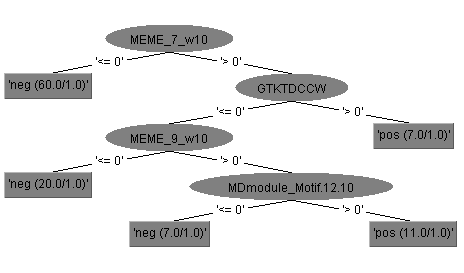 MEME_7_w10
'<= 0' '> 0'
'neg (60.0/1.0)' GTKTDCCW
'<= 0' '> 0'
MEME_9_w10 'pos (7.0/1.0)'
'<= 0' '> 0'
'neg (20.0/1.0)' MDmodule_Motif.12.10
'<= 0' '> 0'
'neg (7.0/1.0)' 'pos (11.0/1.0)'